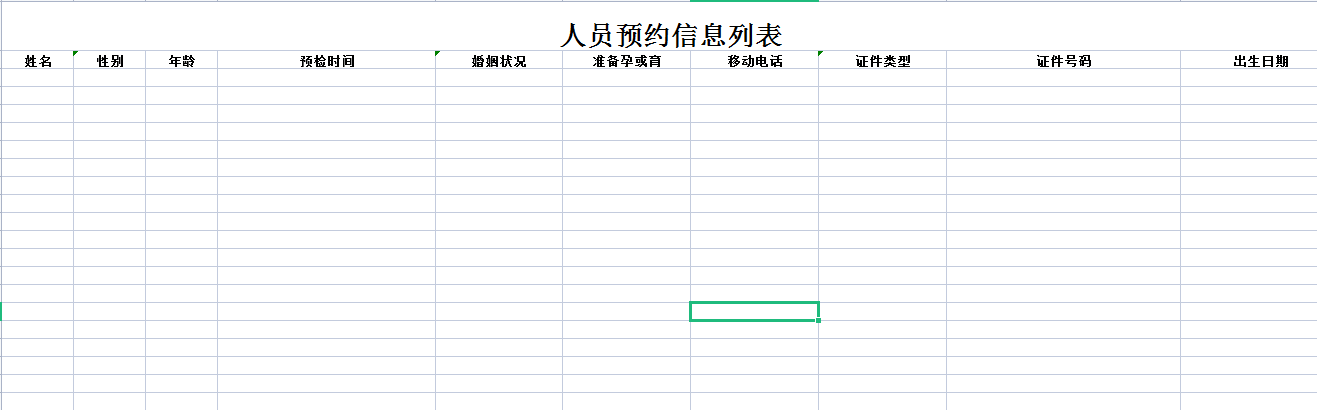 人员预约信息列表
姓名 性别 年龄 预检时间 婚姻状况 准备孕或育 移动电话 证件类型 证件号码 出生日期